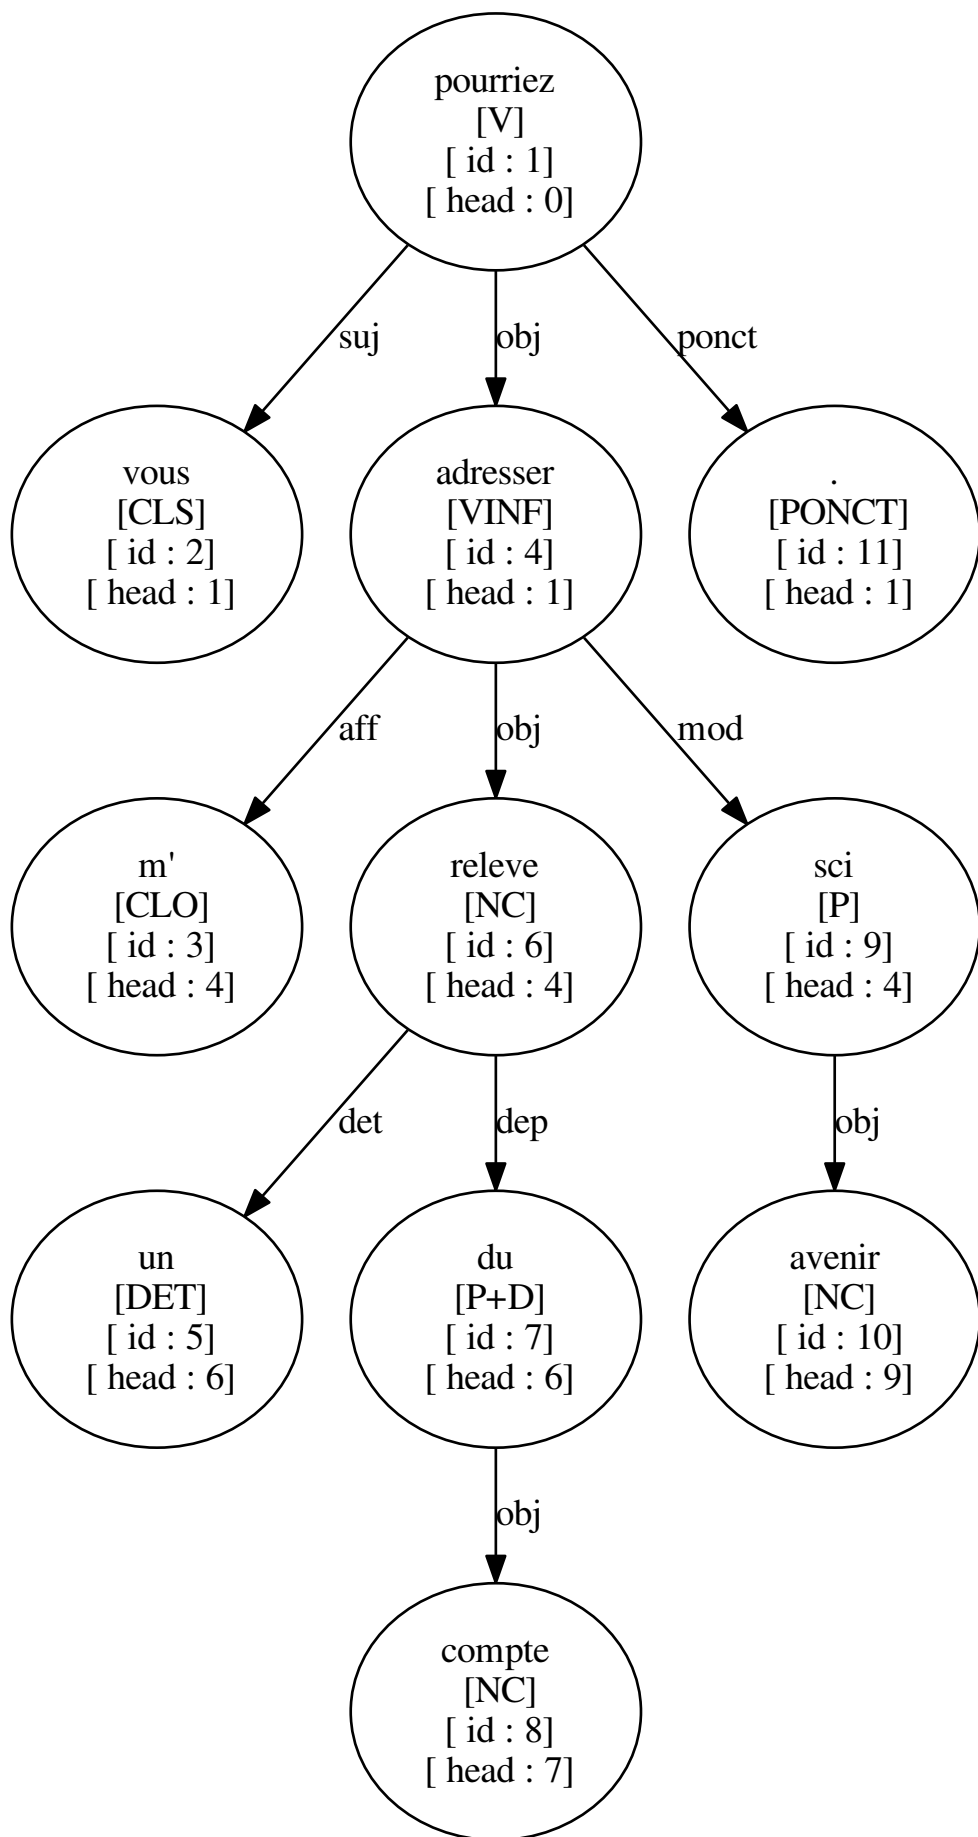 pourriez
[V]
[ id : 1]
[ head : 0]
suj
obj
ponct
vous
[CLS]
[ id : 2]
[ head : 1]
adresser
[VINF]
[ id : 4]
[ head : 1]
.
[PONCT]
[ id : 11]
[ head : 1]
aff
obj
mod
m'
[CLO]
[ id : 3]
[ head : 4]
releve
[NC]
[ id : 6]
[ head : 4]
sci
[P]
[ id : 9]
[ head : 4]
det
dep
obj
un
[DET]
[ id : 5]
[ head : 6]
du
[P+D]
[ id : 7]
[ head : 6]
avenir
[NC]
[ id : 10]
[ head : 9]
obj
compte
[NC]
[ id : 8]
[ head : 7]